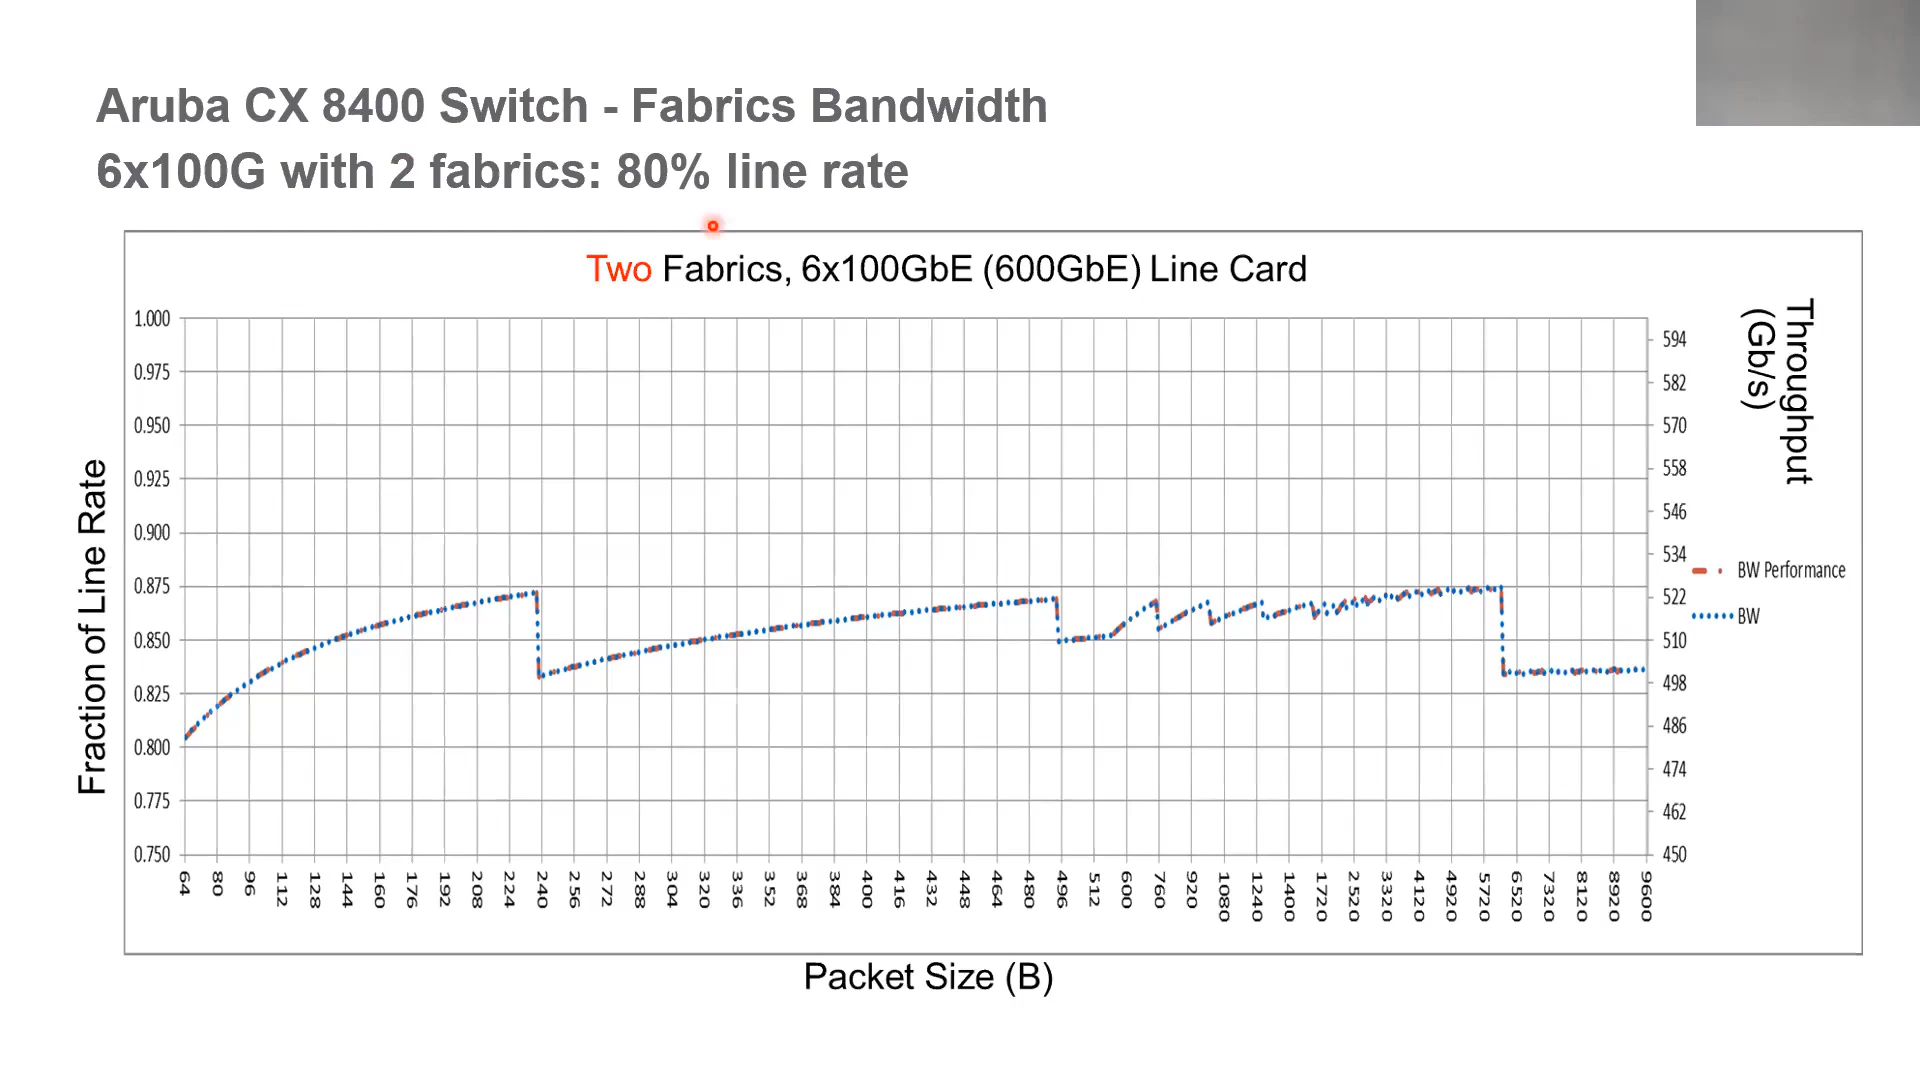 Aruba CX 8400 Switch - Fabrics Bandwidth
6x100G with 2 fabrics: 80% line rate
Two Fabrics, 6x100GbE (600GbE) Line Card
Fraction of Line Rate
1.000
0.975
0.950
0.925
0.900
0.875
0.850
0.825
0.800
0.775
0.750
594
582
570
558
546
534
522
510
498
486
474
462
450
Throughput
(Gb/s)
BW Performance
BW
64 80 96 112 128 144 160 176 192 208 224 240 256 272 288 304 320 336 352 368 384 400 416 432 448 464 480 496 512 600 760 920 1080 1240 1400 1720 2520 3320 4120 4920 5720 6520 7320 8120 8920 9600
Packet Size (B)